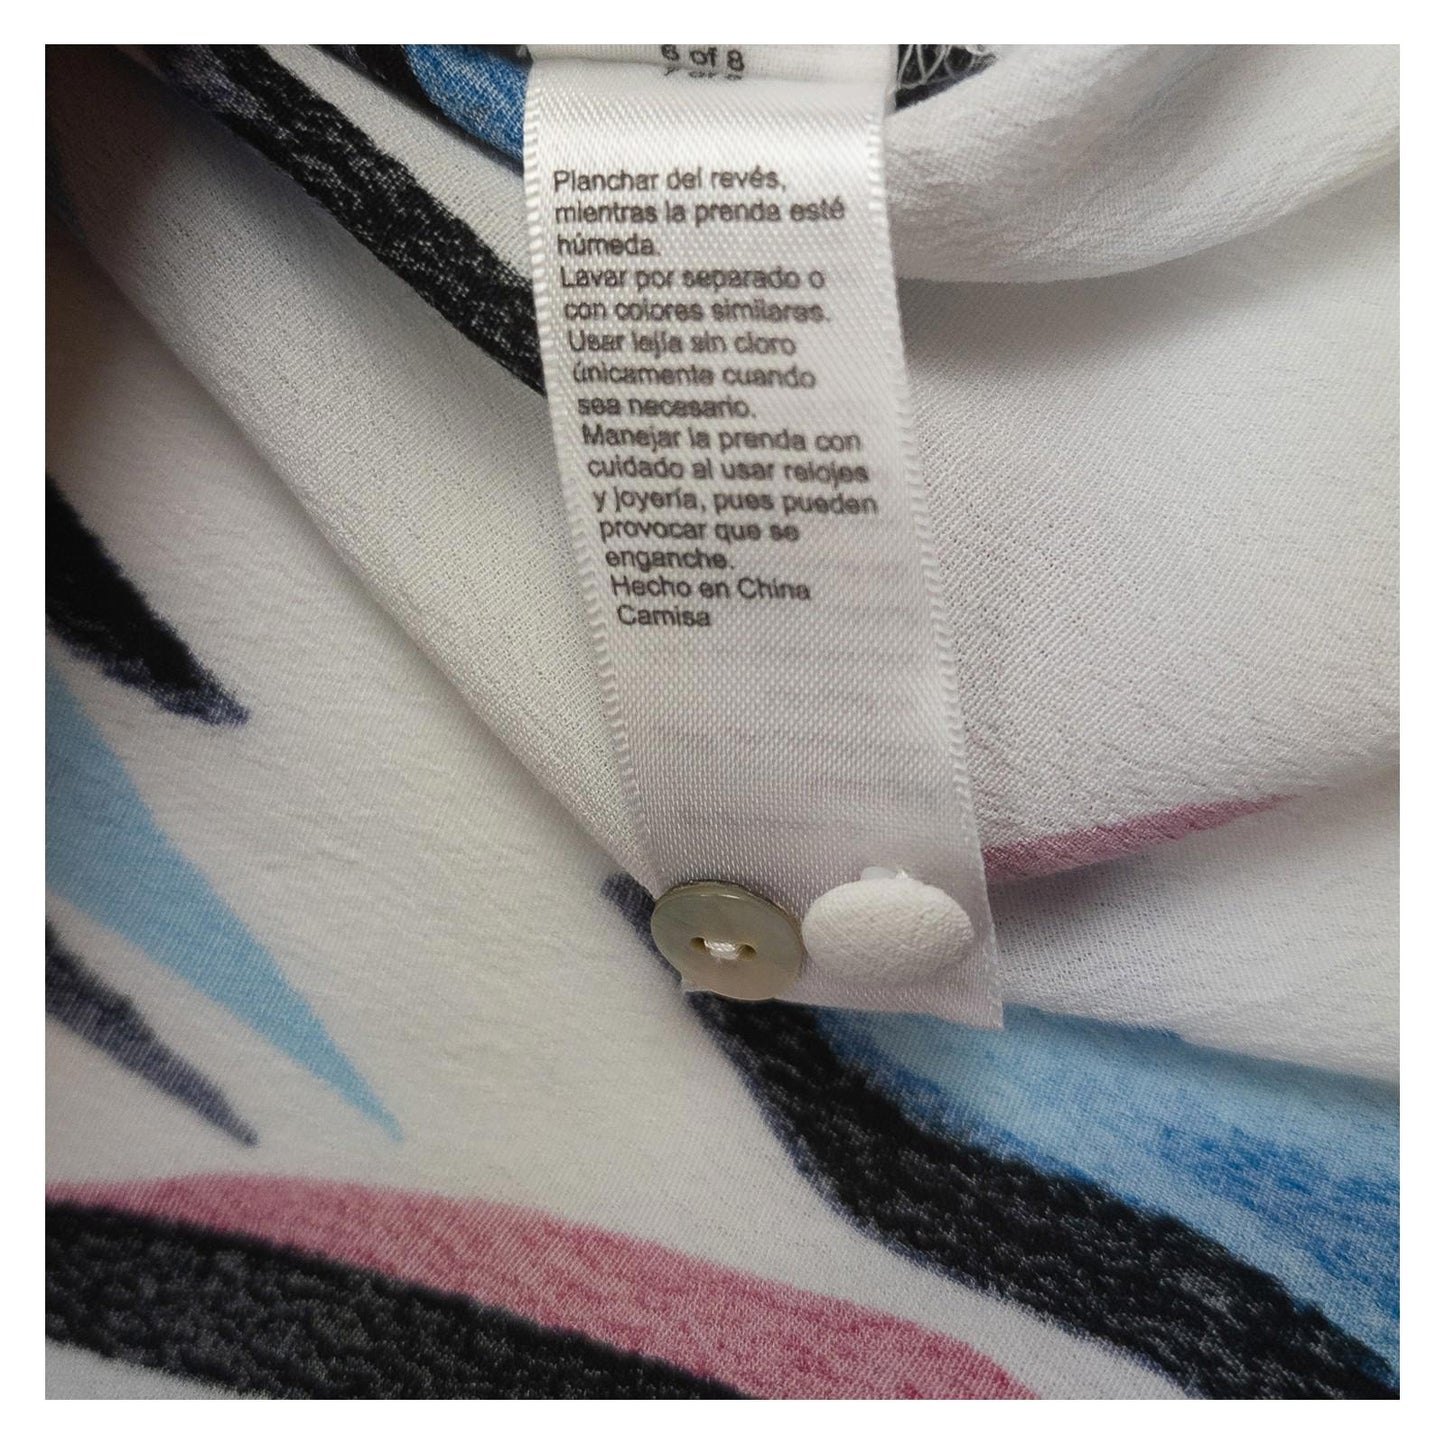 6 of 8
Planchar del revés,
mientras la prenda esté
húmeda.
Lavar por separado o
con colores similares.
Usar lejía sin cloro
únicamente cuando
sea necesario.
Manejar la prenda con
cuidado al usar relojes
y joyería, pues pueden
provocar que se
enganche.
Hecho en China
Camisa